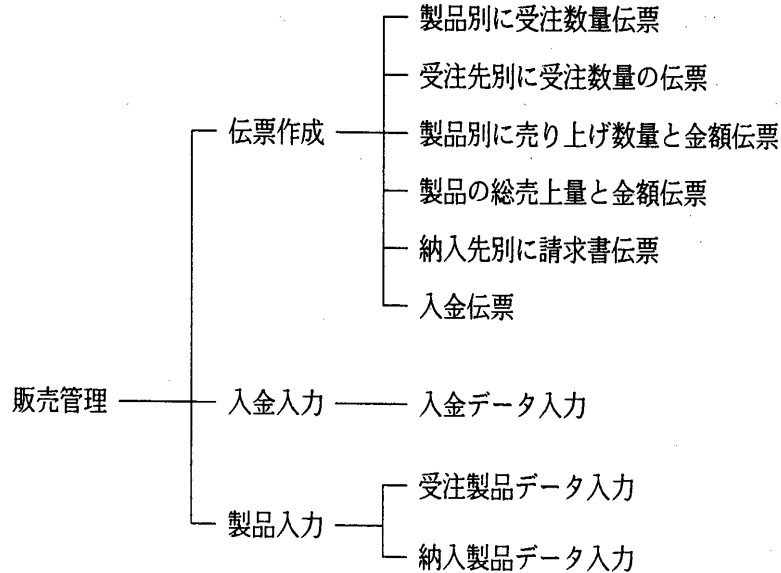 製品別に受注数量伝票
受注先別に受注数量の伝票
伝票作成
製品別に売り上げ数量と金額伝票
製品の総売上量と金額伝票
納入先別に請求書伝票
入金伝票
販売管理
入金入力
入金データ入力
受注製品データ入力
製品入力
納入製品データ入力